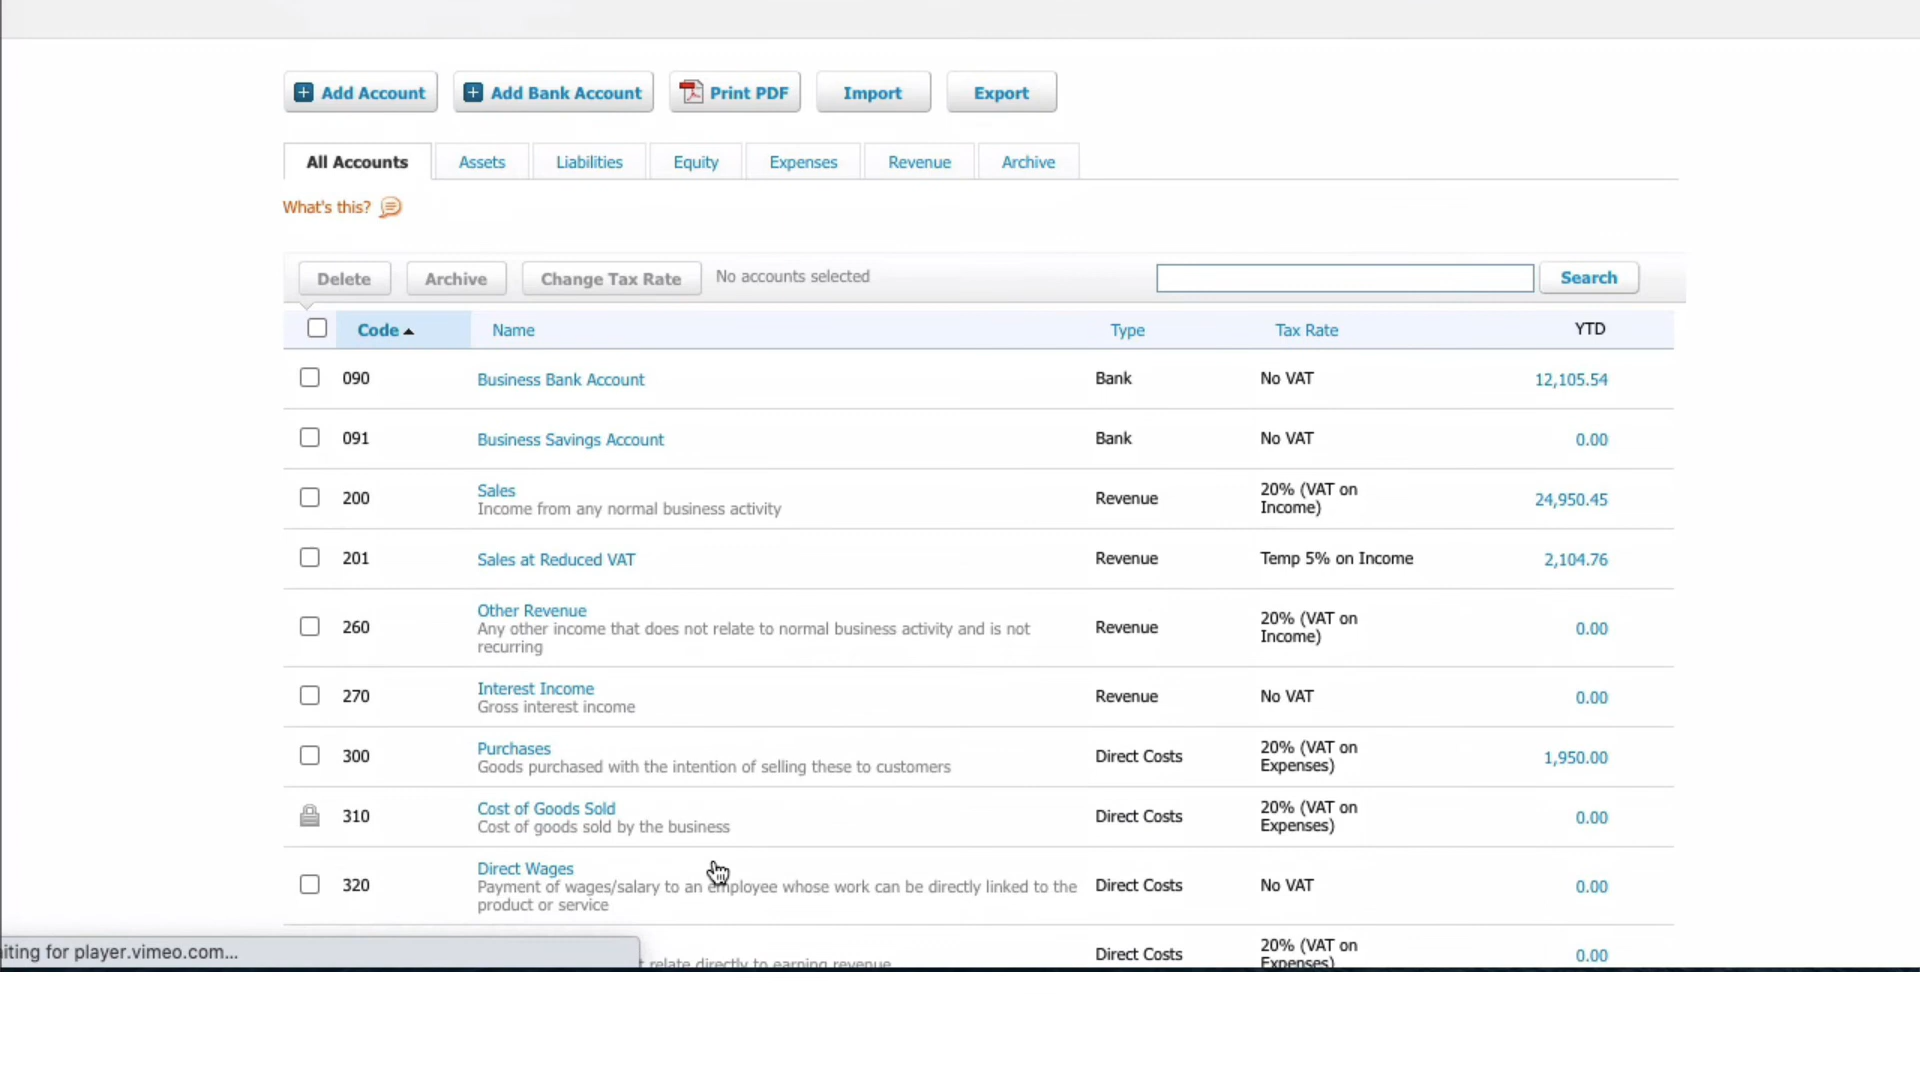 Add Account Add Bank Account Print PDF Import Export
All Accounts Assets Liabilities Equity Expenses Revenue Archive
What's this?
Delete Archive Change Tax Rate No accounts selected Search
Code Name Type Tax Rate YTD
090 Business Bank Account Bank No VAT 12,105.54
091 Business Savings Account Bank No VAT 0.00
200 Sales Revenue 20% (VAT on 24,950.45
Income from any normal business activity Income)
201 Sales at Reduced VAT Revenue Temp 5% on Income 2,104.76
260 Other Revenue Revenue 20% (VAT on 0.00
Any other income that does not relate to normal business activity and is not Income)
recurring
270 Interest Income Revenue No VAT 0.00
Gross interest income
300 Purchases Direct Costs 20% (VAT on 1,950.00
Goods purchased with the intention of selling these to customers Expenses)
310 Cost of Goods Sold Direct Costs 20% (VAT on 0.00
Cost of goods sold by the business Expenses)
320 Direct Wages Direct Costs No VAT 0.00
Payment of wages/salary to an employee whose work can be directly linked to the
product or service
Direct Costs 20% (VAT on 0.00
relate directly to earning revenue Expenses)
iting for player.vimeo.com...